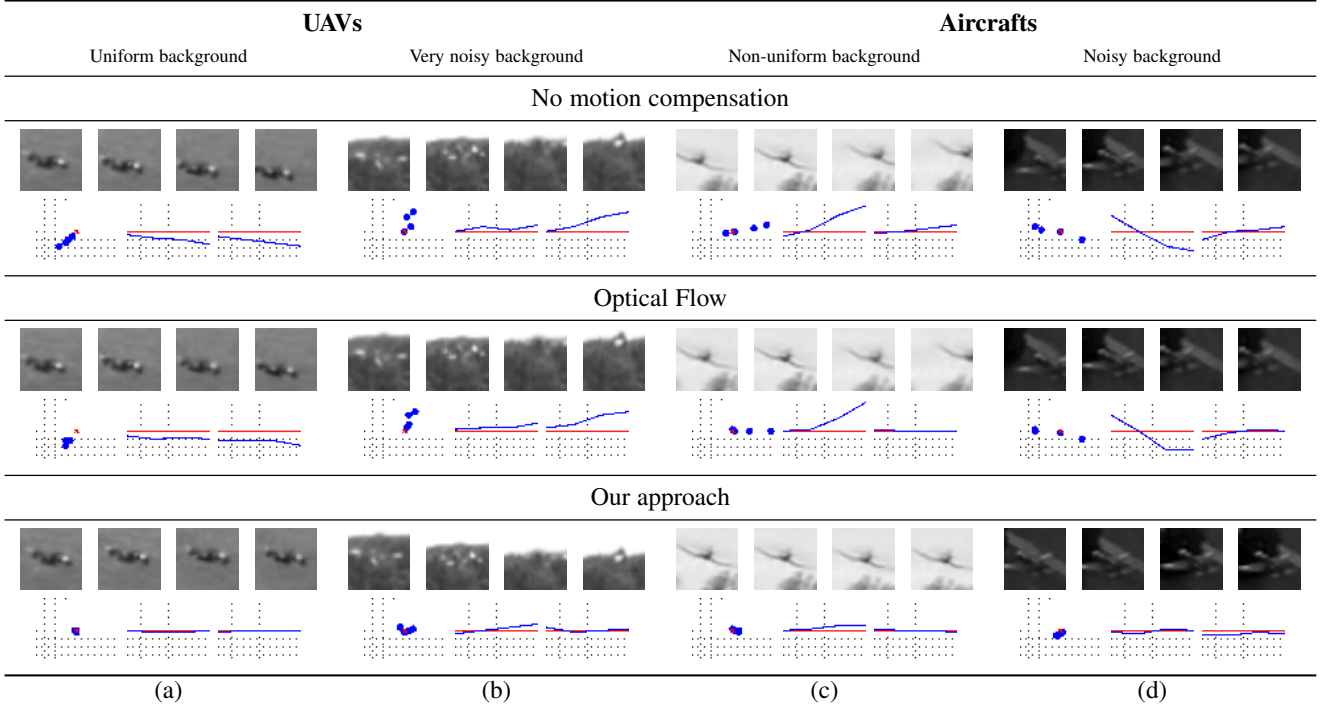 UAVs Aircrafts
Uniform background Very noisy background Non-uniform background Noisy background
No motion compensation
Optical Flow
Our approach
(a) (b) (c) (d)